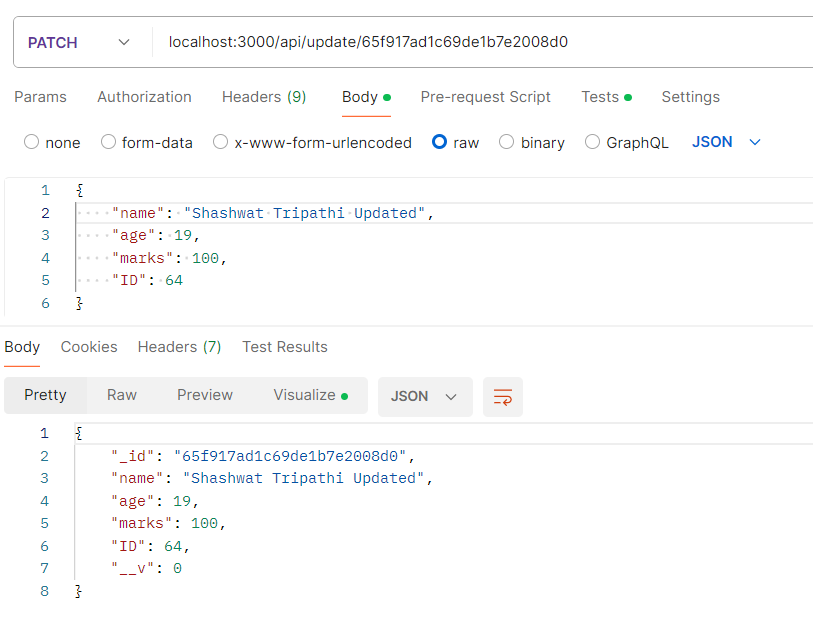 PATCH localhost:3000/api/update/65f917ad1c69de1b7e2008d0
Params Authorization Headers (9) Body Pre-request Script Tests Settings
none form-data x-www-form-urlencoded raw binary GraphQL JSON
1 {
2 "name": "Shashwat Tripathi Updated",
3 "age": 19,
4 "marks": 100,
5 "ID": 64
6 }
Body Cookies Headers (7) Test Results
Pretty Raw Preview Visualize JSON
1 {
2 "_id": "65f917ad1c69de1b7e2008d0",
3 "name": "Shashwat Tripathi Updated",
4 "age": 19,
5 "marks": 100,
6 "ID": 64,
7 "__v": 0
8 }